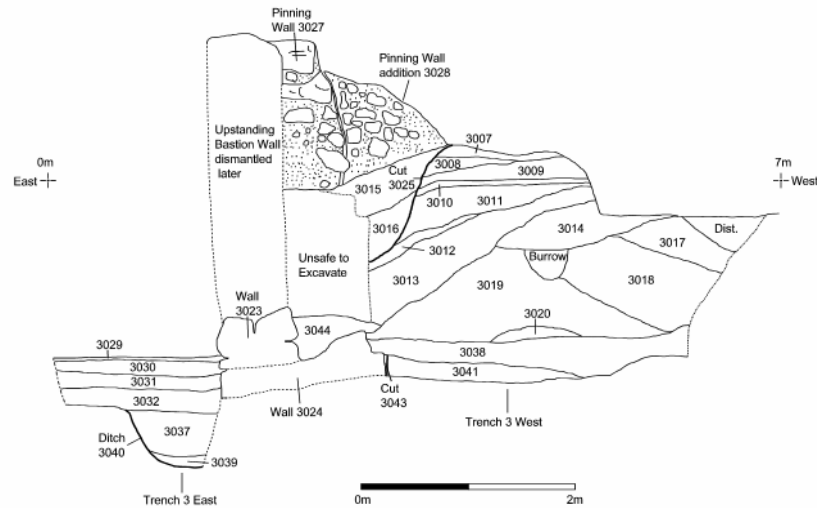 Pinning
Wall 3027
Pinning Wall
addition 3028
Upstanding
Bastion Wall
dismantled
later
0m
East
7m
West
3007
3008
Cut
3025
3009
3015
3010
3011
3016
3012
3014
3017
Dist.
Unsafe to
Excavate
Burrow
3013
3019
3018
Wall
3023
3044
3020
3029
3030
3038
3031
3041
3032
Wall 3024
Cut
3043
Trench 3 West
Ditch
3040
3037
3039
Trench 3 East
0m
2m